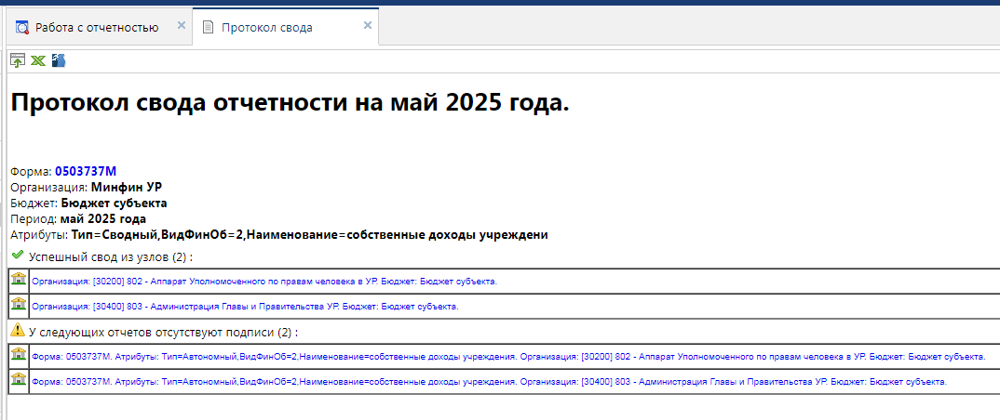 Работа с отчетностью
Протокол свода
Протокол свода отчетности на май 2025 года.
Форма: 0503737М
Организация: Минфин УР
Бюджет: Бюджет субъекта
Период: май 2025 года
Атрибуты: Тип=Сводный,ВидФинОб=2,Наименование=собственные доходы учреждени
Успешный свод из узлов (2) :
Организация: [30200] 802 - Аппарат Уполномоченного по правам человека в УР. Бюджет: Бюджет субъекта.
Организация: [30400] 803 - Администрация Главы и Правительства УР. Бюджет: Бюджет субъекта.
У следующих отчетов отсутствуют подписи (2) :
Форма: 0503737М. Атрибуты: Тип=Автономный,ВидФинОб=2,Наименование=собственные доходы учреждения. Организация: [30200] 802 - Аппарат Уполномоченного по правам человека в УР. Бюджет: Бюджет субъекта.
Форма: 0503737М. Атрибуты: Тип=Автономный,ВидФинОб=2,Наименование=собственные доходы учреждения. Организация: [30400] 803 - Администрация Главы и Правительства УР. Бюджет: Бюджет субъекта.